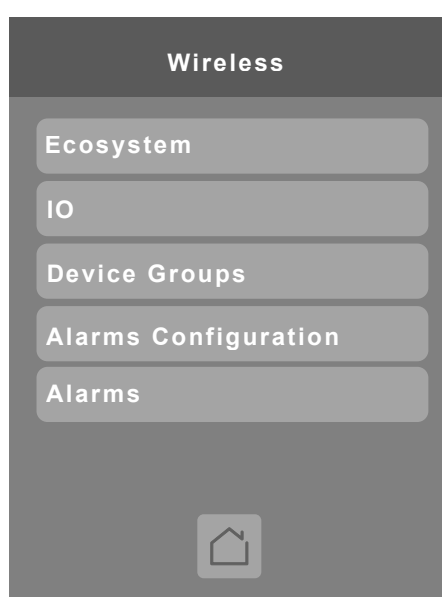 Wireless
Ecosystem
IO
Device Groups
Alarms Configuration
Alarms